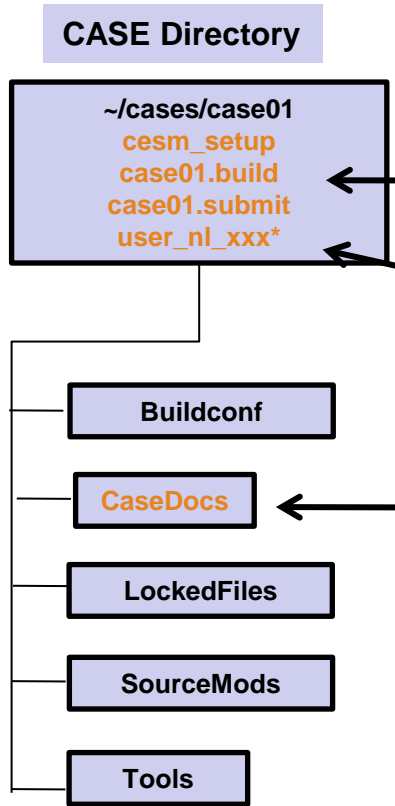 CASE Directory
~/cases/case01
cesm_setup
case01.build
case01.submit
user_nl_xxx*
Buildconf
CaseDocs
LockedFiles
SourceMods
Tools